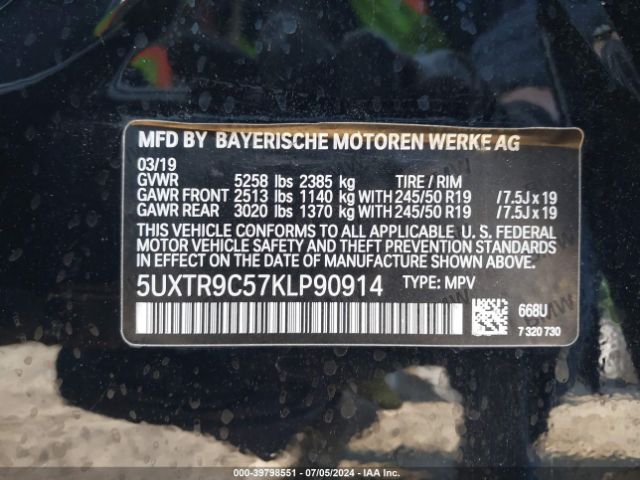 MFD BY BAYERISCHE MOTOREN WERKE AG
03/19
GVWR 5258 lbs 2385 kg TIRE / RIM
GAWR FRONT 2513 lbs 1140 kg WITH 245/50 R19 / 7.5J x 19
GAWR REAR 3020 lbs 1370 kg WITH 245/50 R19 / 7.5J x 19
THIS VEHICLE CONFORMS TO ALL APPLICABLE U. S. FEDERAL
MOTOR VEHICLE SAFETY AND THEFT PREVENTION STANDARDS
IN EFFECT ON THE DATE OF MANUFACTURE SHOWN ABOVE.
5UXTR9C57KLP90914 TYPE: MPV
668U
7 320 730
000-39798551 / 07/05/2024 - IAA Inc.